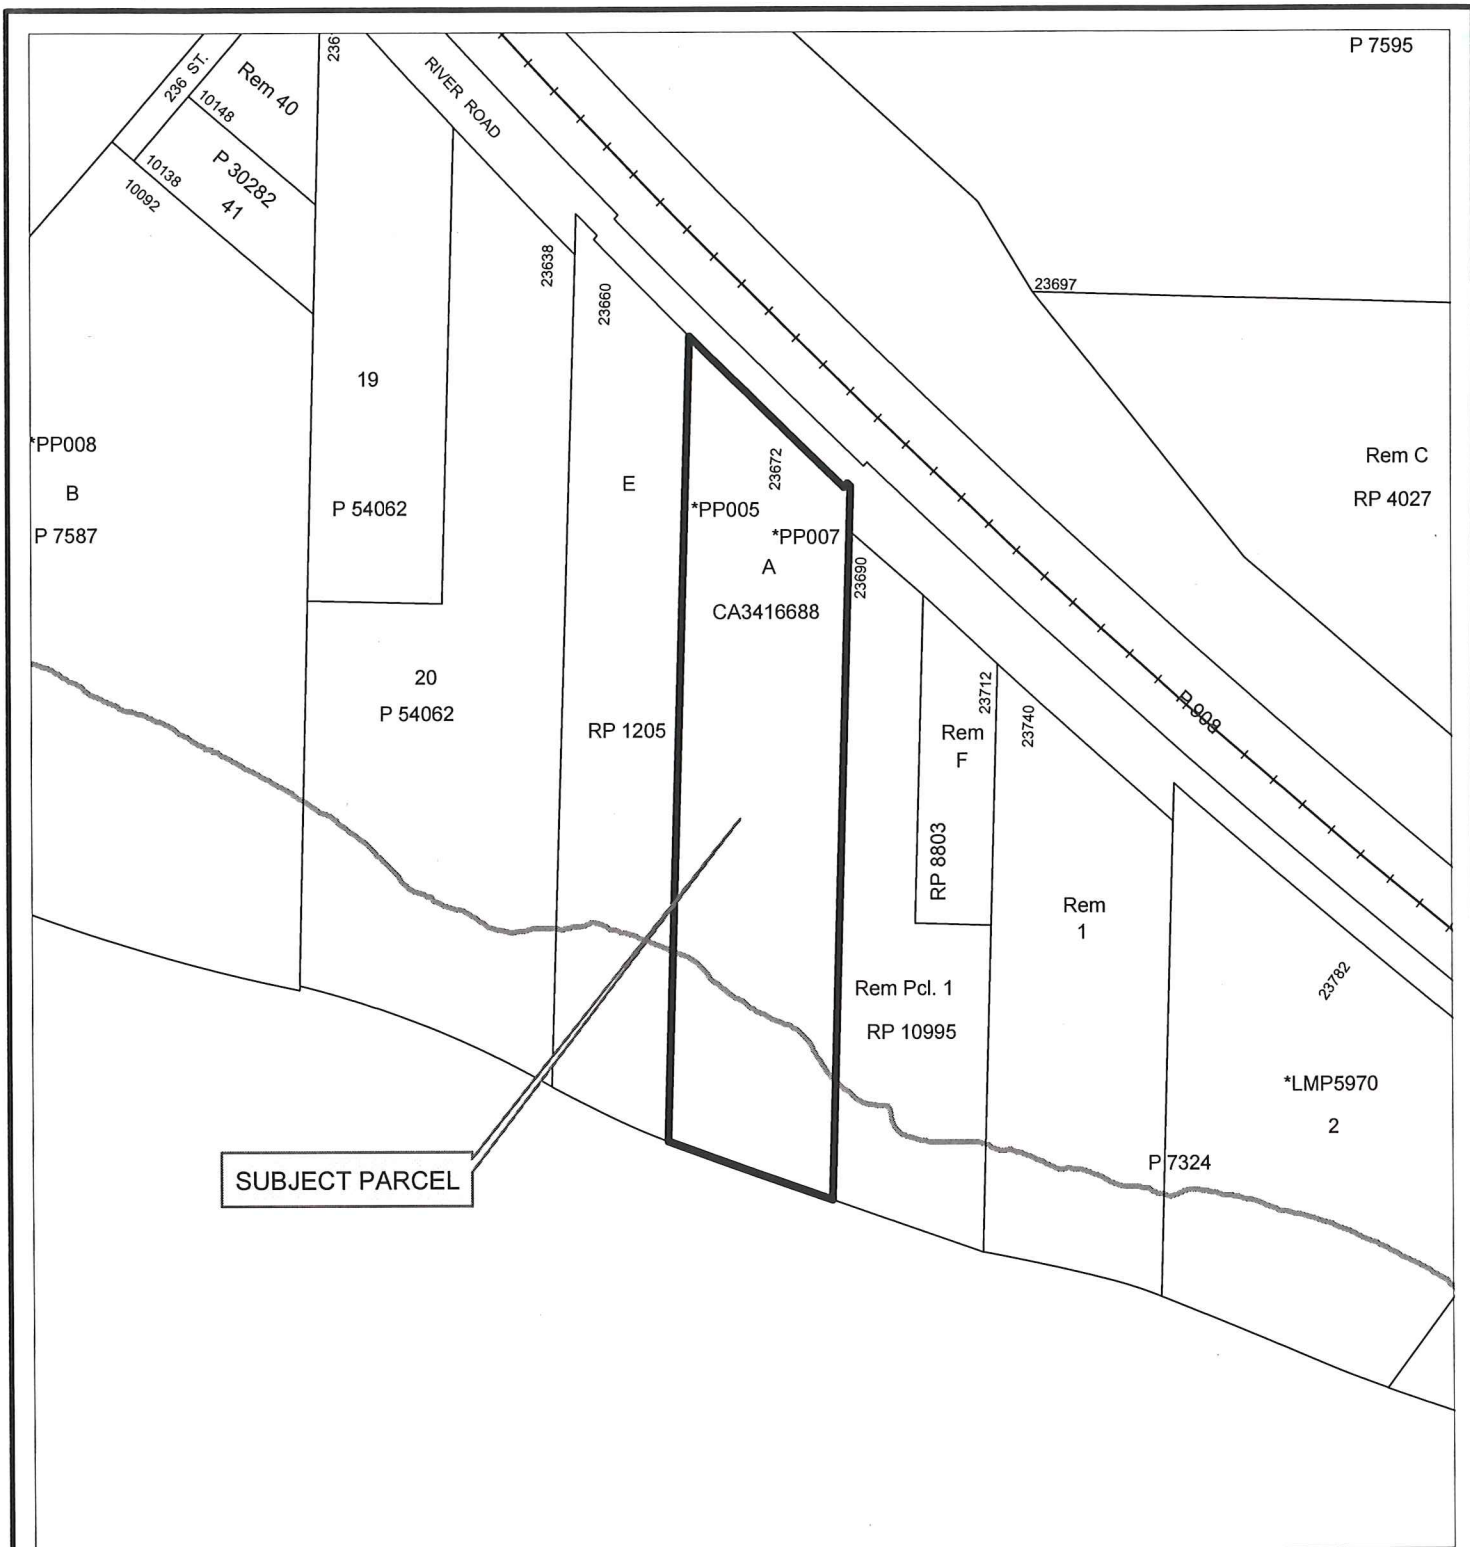 P 7595
236 ST.
Rem 40
10148
236
RIVER ROAD
P 30282
41
10138
10092
23638
23660
23697
19
*PP008
B
P 7587
P 54062
E
23672
*PP005
*PP007
A
CA3416688
23690
Rem C
RP 4027
20
P 54062
RP 1205
23712
23740
Rem
F
RP 8803
P 908
Rem
1
Rem Pcl. 1
RP 10995
23782
*LMP5970
2
P 7324
SUBJECT PARCEL